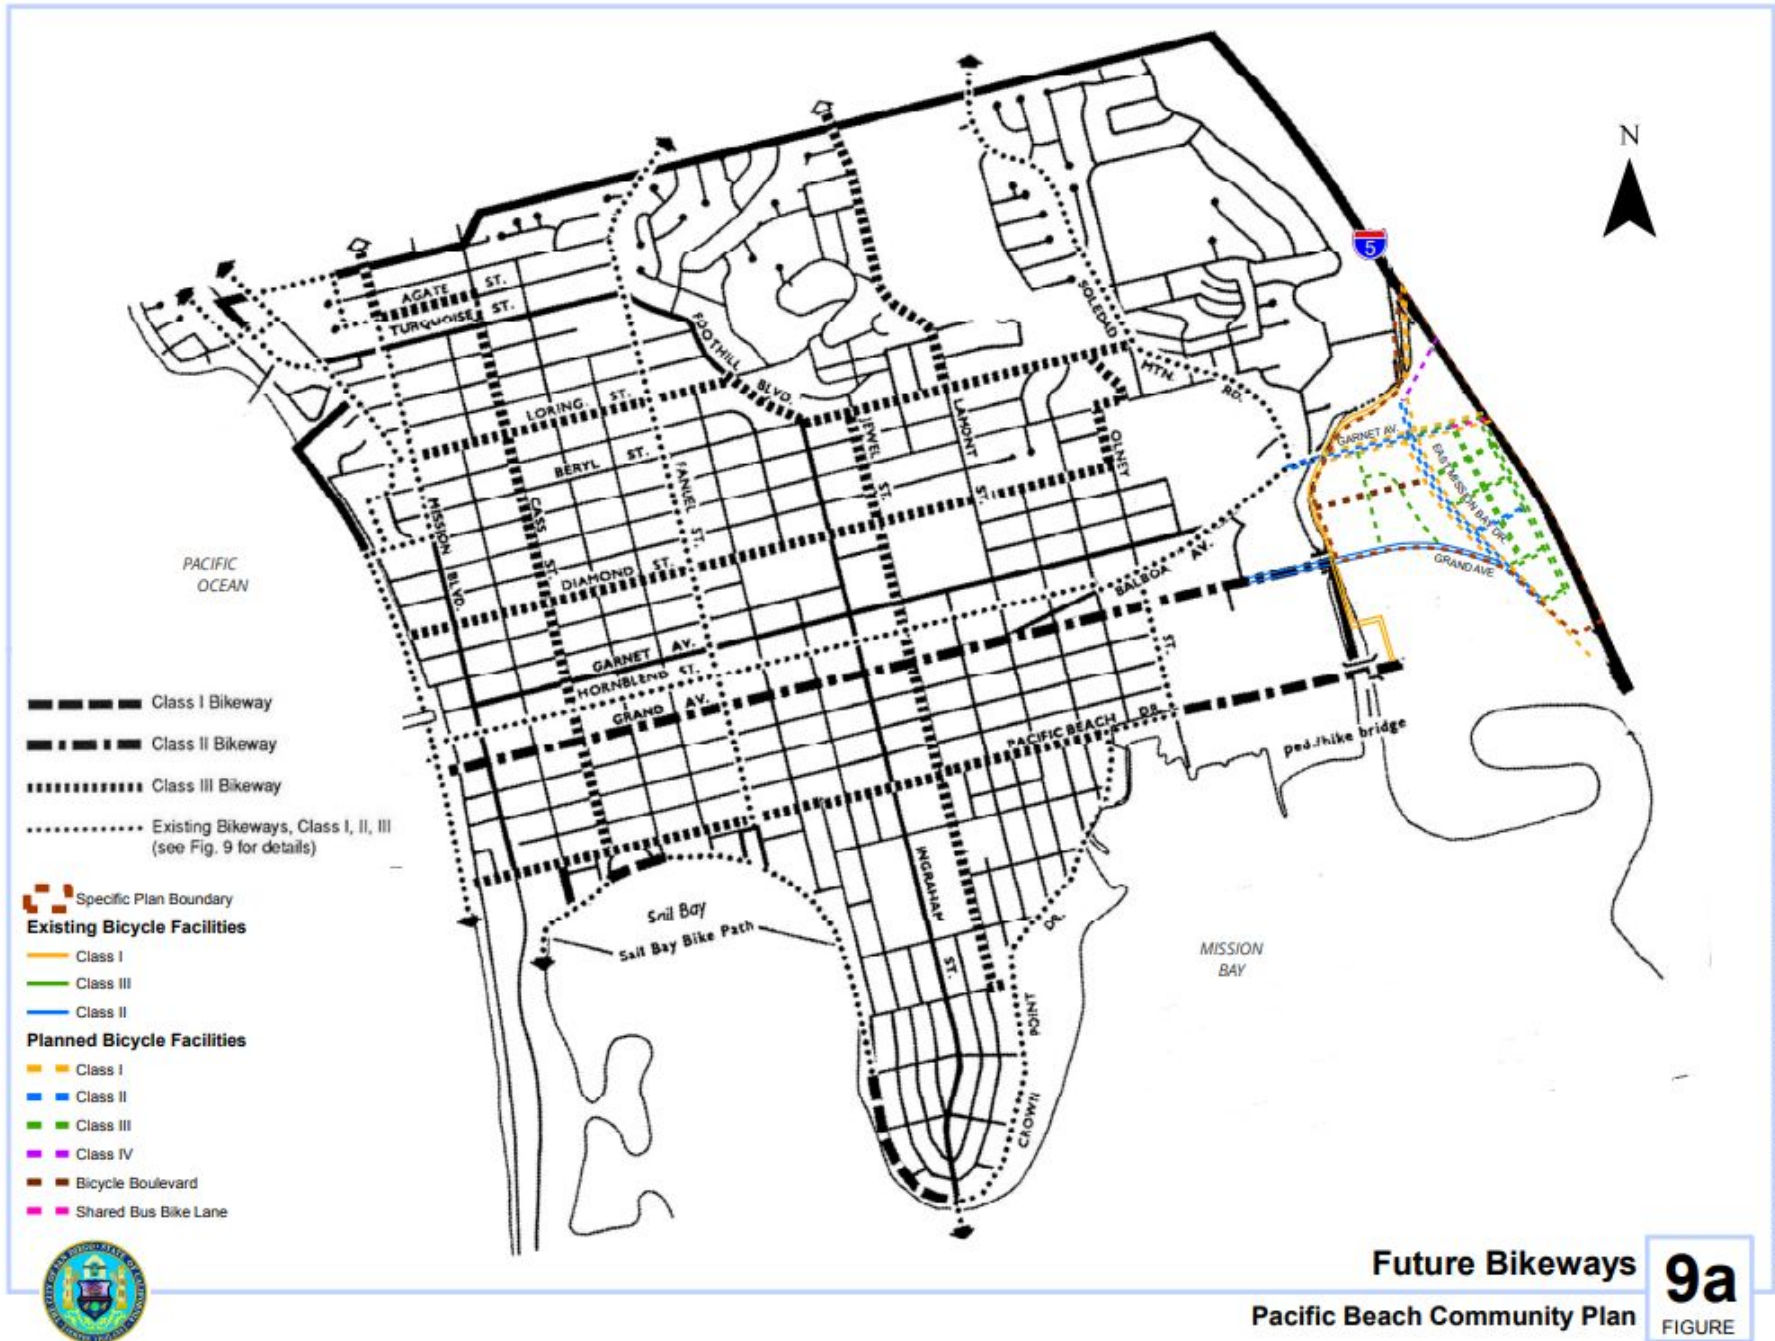 N
5
AGATE ST.
TURQUOISE ST.
FOOTHILL BLVD.
SOLEDAD MTN. RD.
LORING ST.
BERYL ST.
MISSION BLVD.
CASS ST.
FANUEL ST.
JEWEL ST.
LAMONT ST.
OLNEY ST.
GARNET AV.
EAST MISSION BAY DR.
GRAND AVE
DIAMOND ST.
BALBOA AV.
GARNET AV.
HORNBLEND ST.
GRAND AV.
PACIFIC BEACH DR.
ped./bike bridge
INGRAHAM ST.
CROWN POINT DR.
Sail Bay
Sail Bay Bike Path
PACIFIC
OCEAN
MISSION
BAY
Class I Bikeway
Class II Bikeway
Class III Bikeway
Existing Bikeways, Class I, II, III
(see Fig. 9 for details)
Specific Plan Boundary
Existing Bicycle Facilities
Class I
Class III
Class II
Planned Bicycle Facilities
Class I
Class II
Class III
Class IV
Bicycle Boulevard
Shared Bus Bike Lane
Future Bikeways
Pacific Beach Community Plan
9a
FIGURE